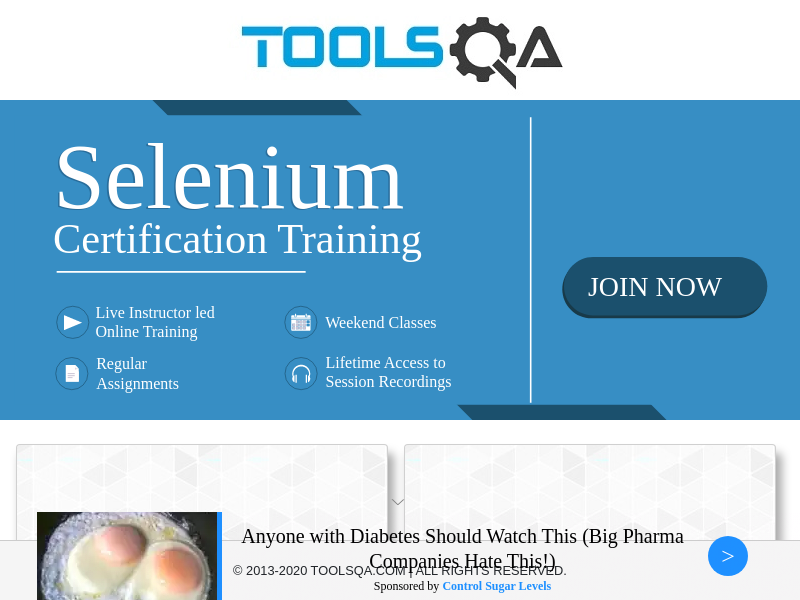 TOOLSQA
Selenium
Certification Training
JOIN NOW
Live Instructor led
Online Training
Weekend Classes
Regular
Assignments
Lifetime Access to
Session Recordings
Anyone with Diabetes Should Watch This (Big Pharma
Companies Hate This!)
© 2013-2020 TOOLSQA.COM | ALL RIGHTS RESERVED.
Sponsored by Control Sugar Levels